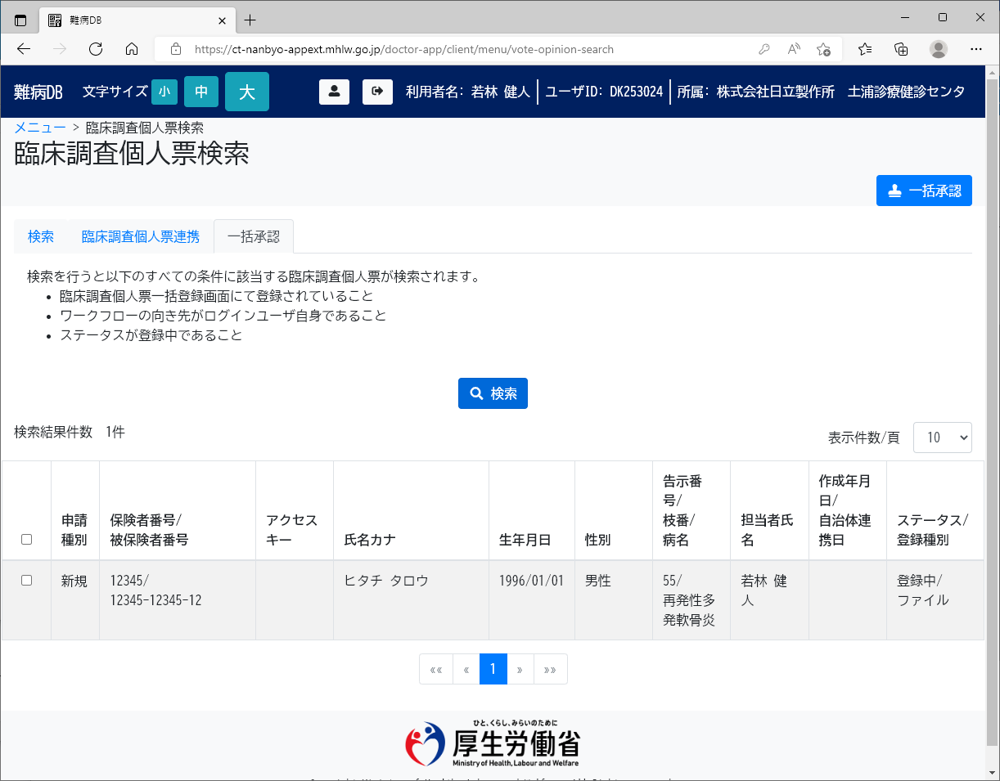 難病DB
https://ct-nanbyo-appext.mhlw.go.jp/doctor-app/client/menu/vote-opinion-search
難病DB 文字サイズ 小 中 大 利用者名: 若林 健人 ユーザID: DK253024 所属: 株式会社日立製作所 土浦診療健診センタ
メニュー > 臨床調査個人票検索
臨床調査個人票検索
一括承認
検索 臨床調査個人票連携 一括承認
検索を行うと以下のすべての条件に該当する臨床調査個人票が検索されます。
• 臨床調査個人票一括登録画面にて登録されていること
• ワークフローの向き先がログインユーザ自身であること
• ステータスが登録中であること
検索
検索結果件数 1件
表示件数/頁 10
申請
種別
保険者番号/
被保険者番号
アクセス
キー
氏名カナ
生年月日
性別
告示番
号/
枝番/
病名
担当者氏
名
作成年月
日/
自治体連
携日
ステータス/
登録種別
新規
12345/
12345-12345-12
ヒタチ タロウ
1996/01/01
男性
55/
再発性多
発軟骨炎
若林 健
人
登録中/
ファイル
«« « 1 » »»
ひと、くらし、みらいのために
厚生労働省
Ministry of Health, Labour and Welfare